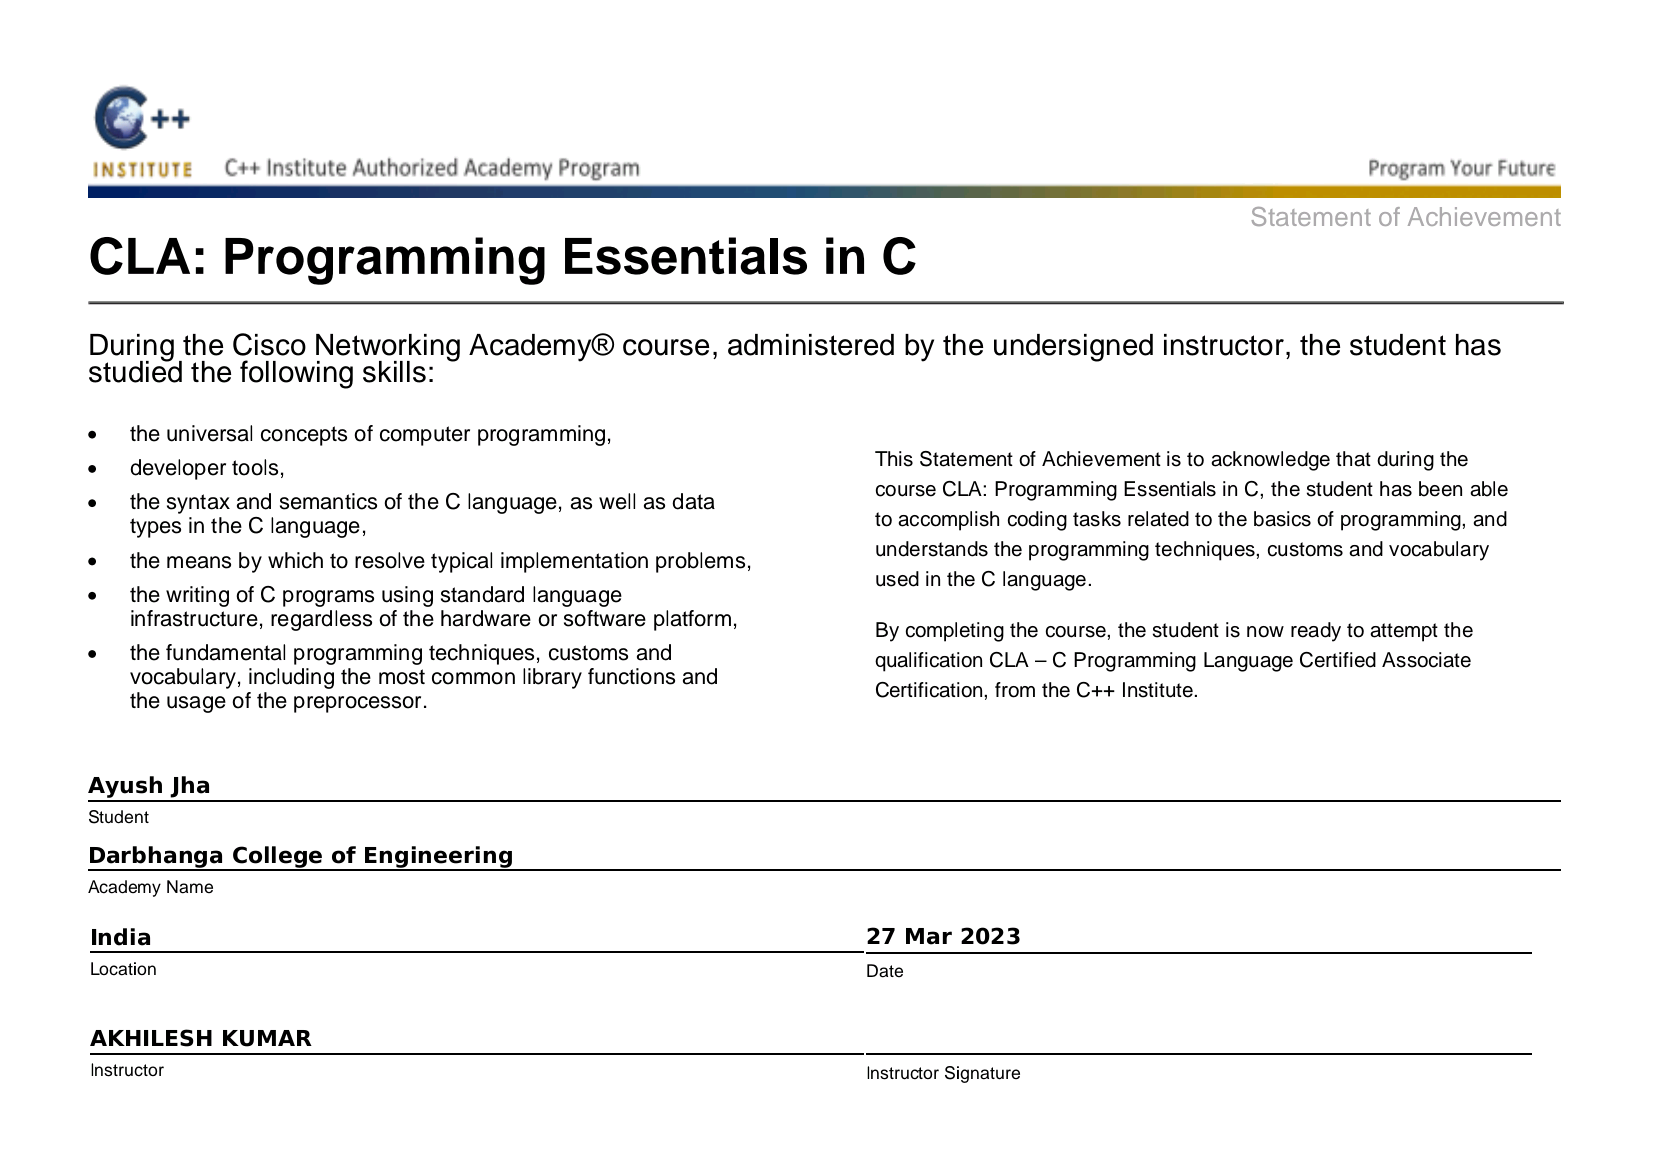 C++
INSTITUTE
C++ Institute Authorized Academy Program
Program Your Future
Statement of Achievement
CLA: Programming Essentials in C
During the Cisco Networking Academy® course, administered by the undersigned instructor, the student has
studied the following skills:
• the universal concepts of computer programming,
• developer tools,
• the syntax and semantics of the C language, as well as data
types in the C language,
• the means by which to resolve typical implementation problems,
• the writing of C programs using standard language
infrastructure, regardless of the hardware or software platform,
• the fundamental programming techniques, customs and
vocabulary, including the most common library functions and
the usage of the preprocessor.
This Statement of Achievement is to acknowledge that during the
course CLA: Programming Essentials in C, the student has been able
to accomplish coding tasks related to the basics of programming, and
understands the programming techniques, customs and vocabulary
used in the C language.
By completing the course, the student is now ready to attempt the
qualification CLA – C Programming Language Certified Associate
Certification, from the C++ Institute.
Ayush Jha
Student
Darbhanga College of Engineering
Academy Name
India
Location
27 Mar 2023
Date
AKHILESH KUMAR
Instructor
Instructor Signature